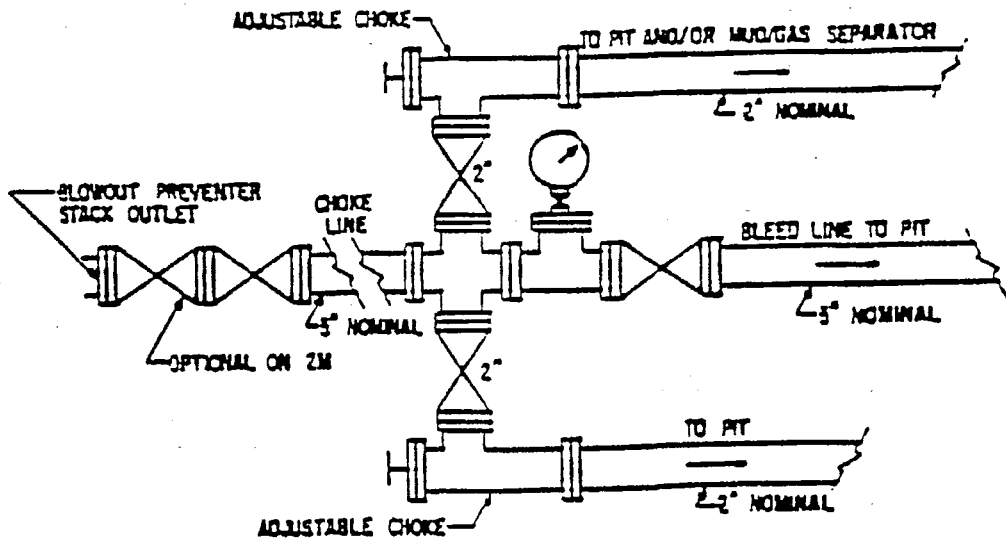 ADJUSTABLE CHOKE
TO PIT AND/OR MUD/GAS SEPARATOR
2" NOMINAL
2"
BLOWOUT PREVENTER
STACK OUTLET
CHOKE
LINE
BLEED LINE TO PIT
3" NOMINAL
3" NOMINAL
OPTIONAL ON 2M
2"
TO PIT
2" NOMINAL
ADJUSTABLE CHOKE